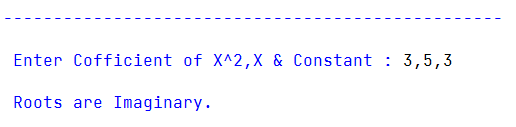 --------------------------------------------------
Enter Cofficient of X^2,X & Constant : 3,5,3
Roots are Imaginary.